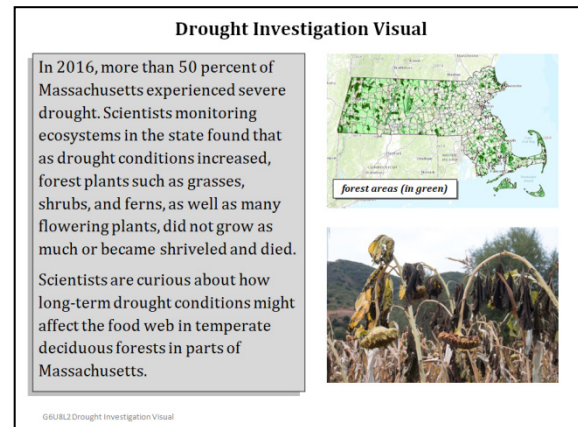 Drought Investigation Visual
In 2016, more than 50 percent of
Massachusetts experienced severe
drought. Scientists monitoring
ecosystems in the state found that
as drought conditions increased,
forest plants such as grasses,
shrubs, and ferns, as well as many
flowering plants, did not grow as
much or became shriveled and died.
Scientists are curious about how
long-term drought conditions might
affect the food web in temperate
deciduous forests in parts of
Massachusetts.
forest areas (in green)
G6U8L2 Drought Investigation Visual